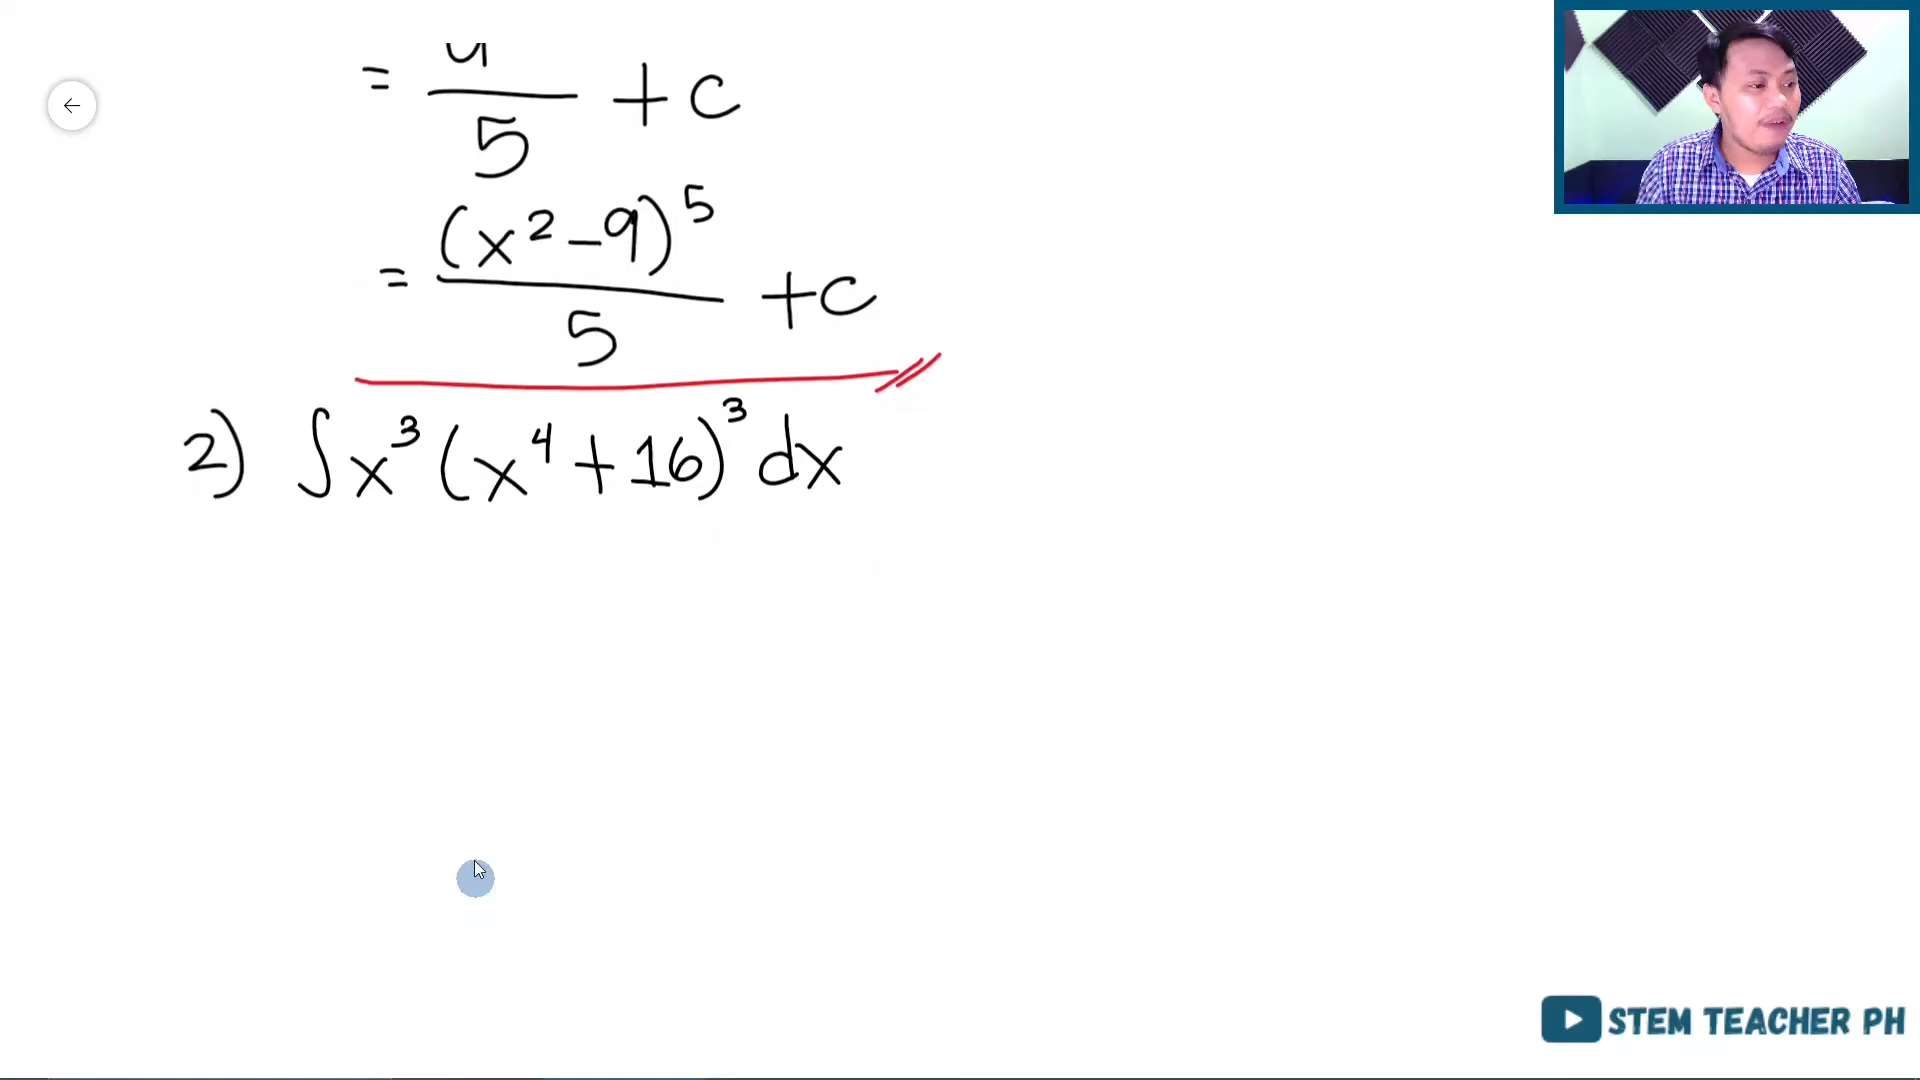 = u/5 + c
= (x² - 9)⁵/5 + c
2) ∫x³(x⁴ + 16)³ dx
STEM TEACHER PH